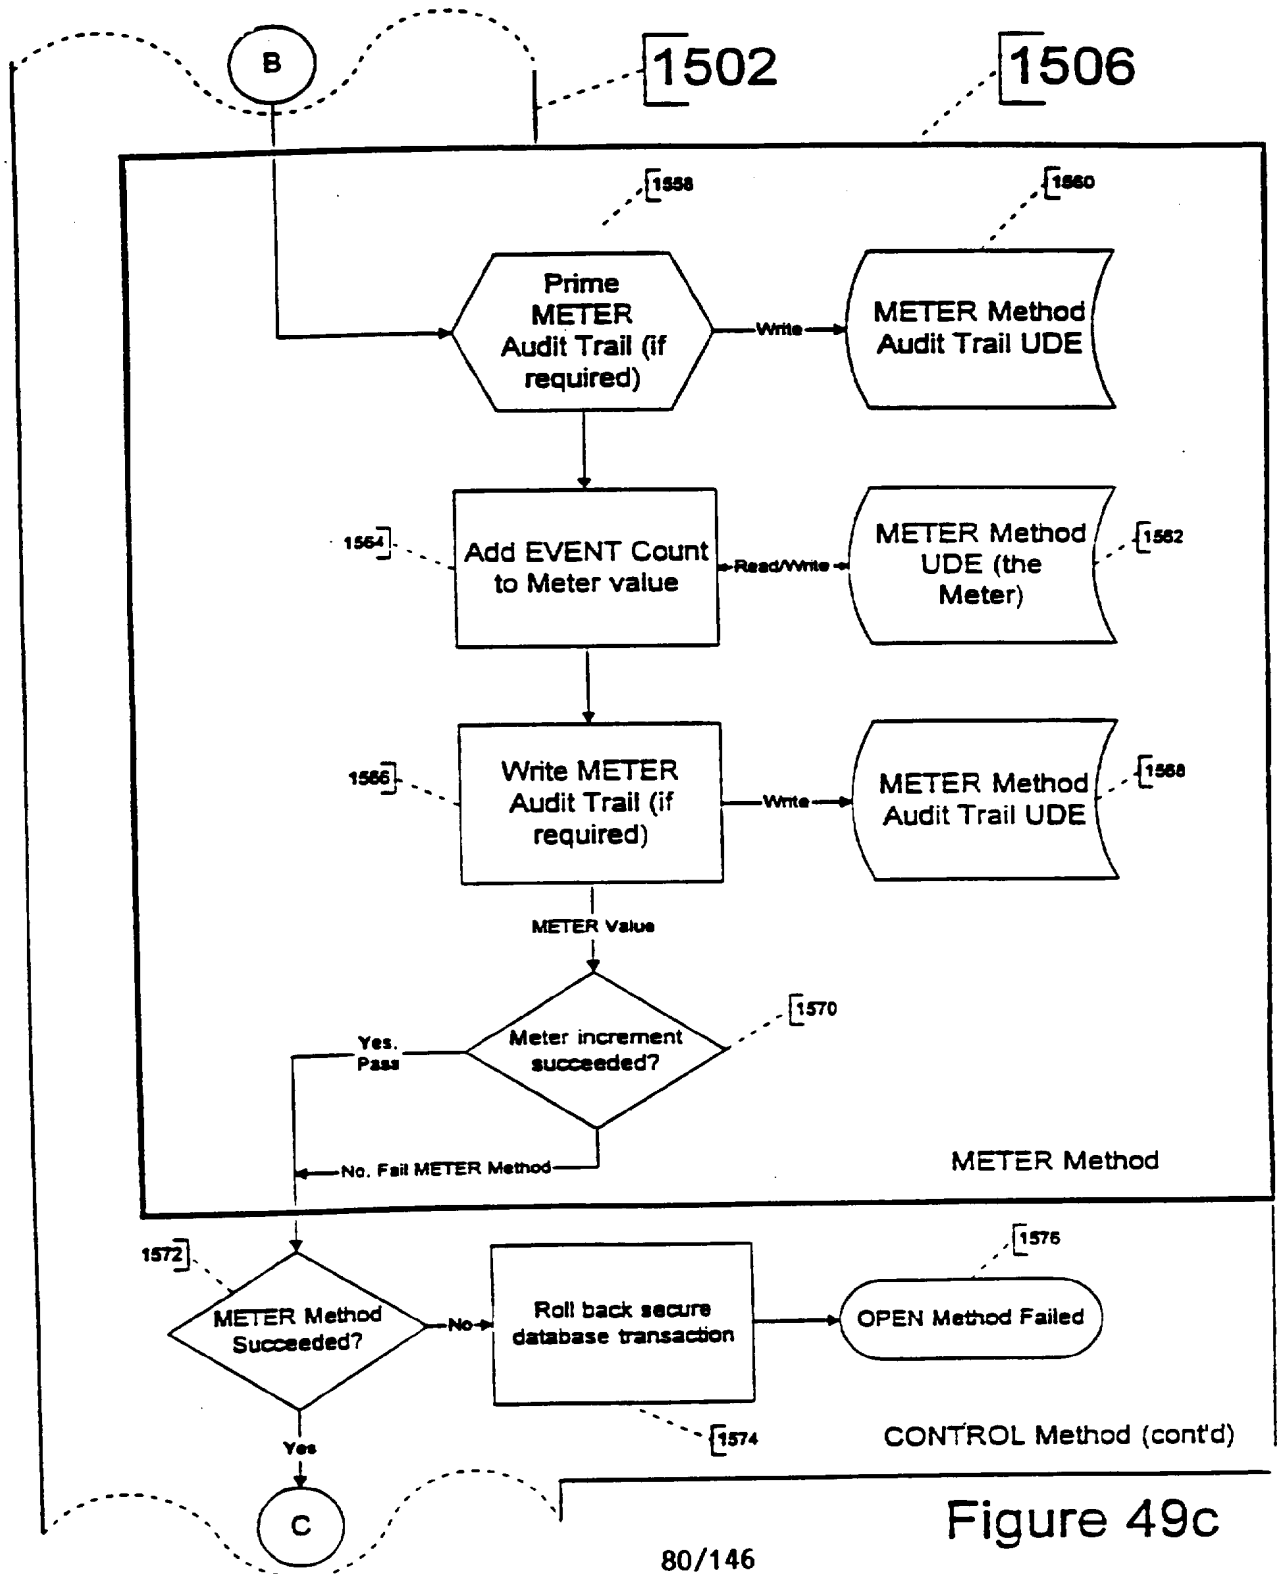 B
1502
1506
1558
1560
Prime
METER
Audit Trail (if
required)
Write
METER Method
Audit Trail UDE
1564
Add EVENT Count
to Meter value
Read/Write
METER Method
UDE (the
Meter)
1562
1566
Write METER
Audit Trail (if
required)
Write
METER Method
Audit Trail UDE
1568
METER Value
1570
Meter increment
succeeded?
Yes.
Pass
No. Fail METER Method
METER Method
1572
METER Method
Succeeded?
No
Roll back secure
database transaction
1576
OPEN Method Failed
1574
CONTROL Method (cont'd)
Yes
C
Figure 49c
80/146